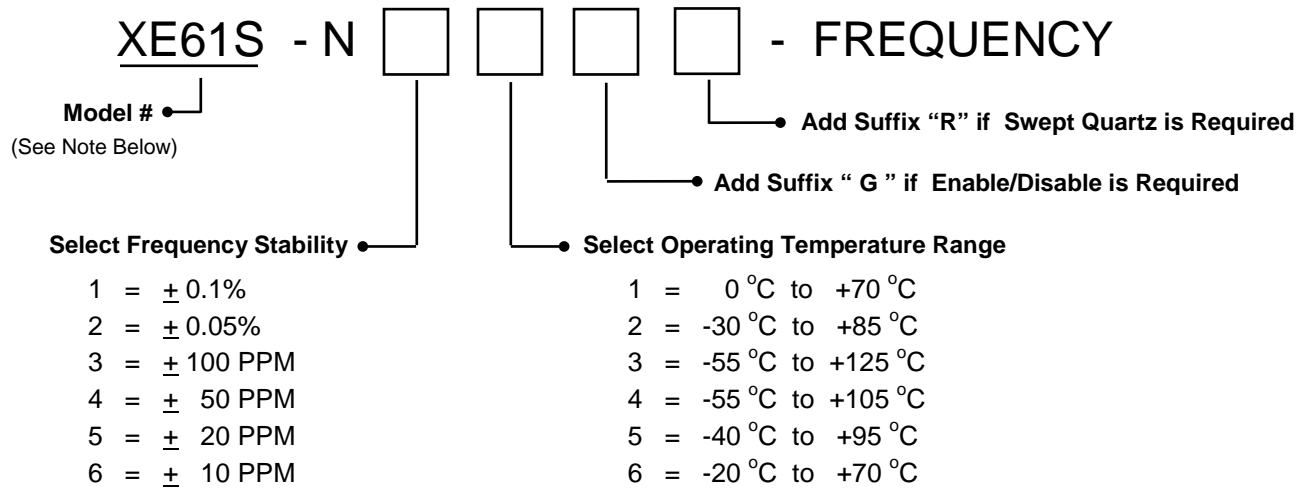 XE61S - N - FREQUENCY
Model #
(See Note Below)
Add Suffix “R” if Swept Quartz is Required
Add Suffix “ G ” if Enable/Disable is Required
Select Frequency Stability
1 = ± 0.1%
2 = ± 0.05%
3 = ± 100 PPM
4 = ± 50 PPM
5 = ± 20 PPM
6 = ± 10 PPM
Select Operating Temperature Range
1 = 0 °C to +70 °C
2 = -30 °C to +85 °C
3 = -55 °C to +125 °C
4 = -55 °C to +105 °C
5 = -40 °C to +95 °C
6 = -20 °C to +70 °C